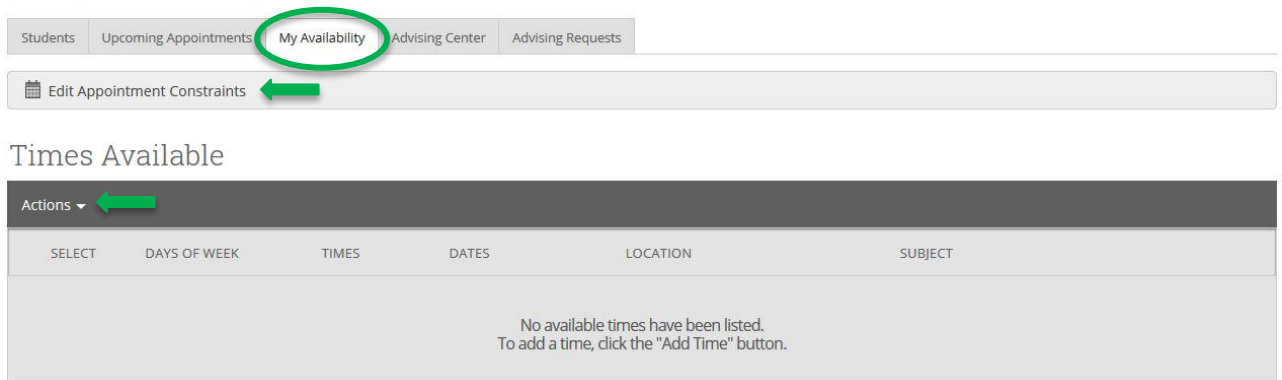 Students Upcoming Appointments My Availability Advising Center Advising Requests
Edit Appointment Constraints
Times Available
Actions
SELECT DAYS OF WEEK TIMES DATES LOCATION SUBJECT
No available times have been listed.
To add a time, click the "Add Time" button.